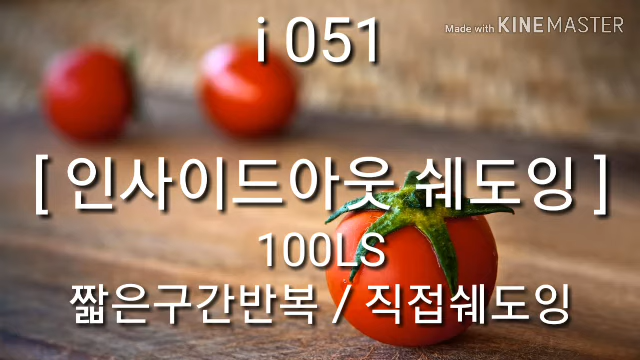 i 051
Made with KINEMASTER
[ 인사이드아웃 쉐도잉 ]
100LS
짧은구간반복 / 직접쉐도잉